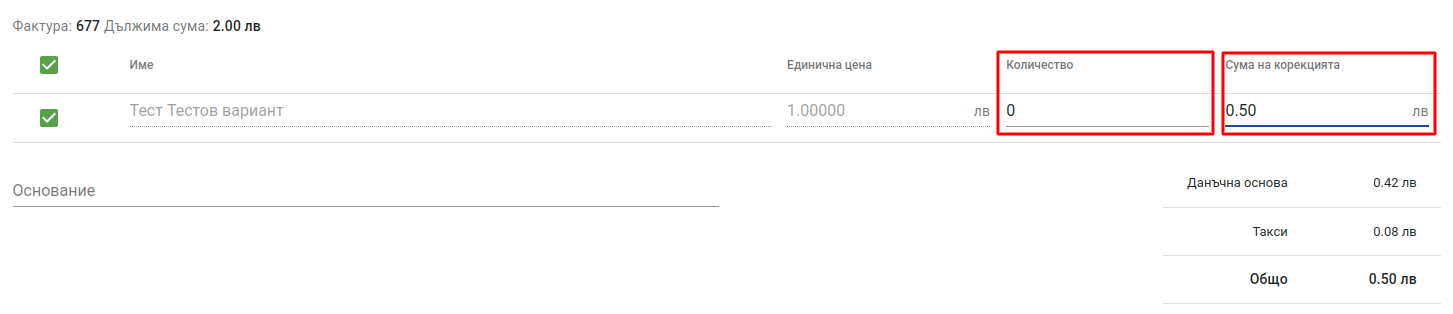 Фактура: 677 Дължима сума: 2.00 лв
Име Единична цена Количество Сума на корекцията
Тест Тестов вариант 1.00000 лв 0 0.50 лв
Основание
Данъчна основа 0.42 лв
Такси 0.08 лв
Общо 0.50 лв